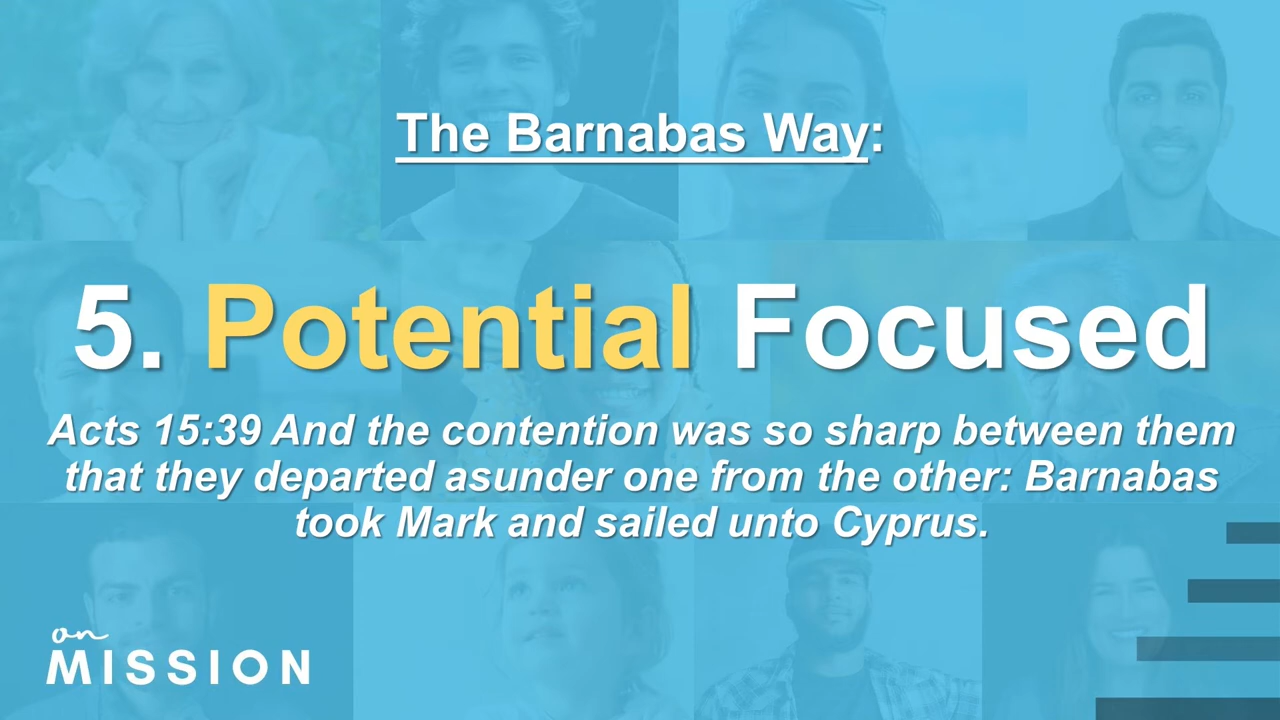 The Barnabas Way:
5. Potential Focused
Acts 15:39 And the contention was so sharp between them
that they departed asunder one from the other: Barnabas
took Mark and sailed unto Cyprus.
on
MISSION